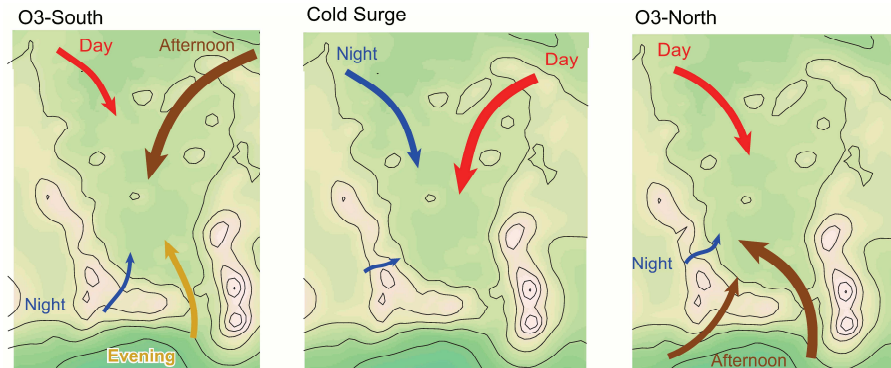 O3-South
Day
Afternoon
Night
Evening
Cold Surge
Night
Day
O3-North
Day
Night
Afternoon